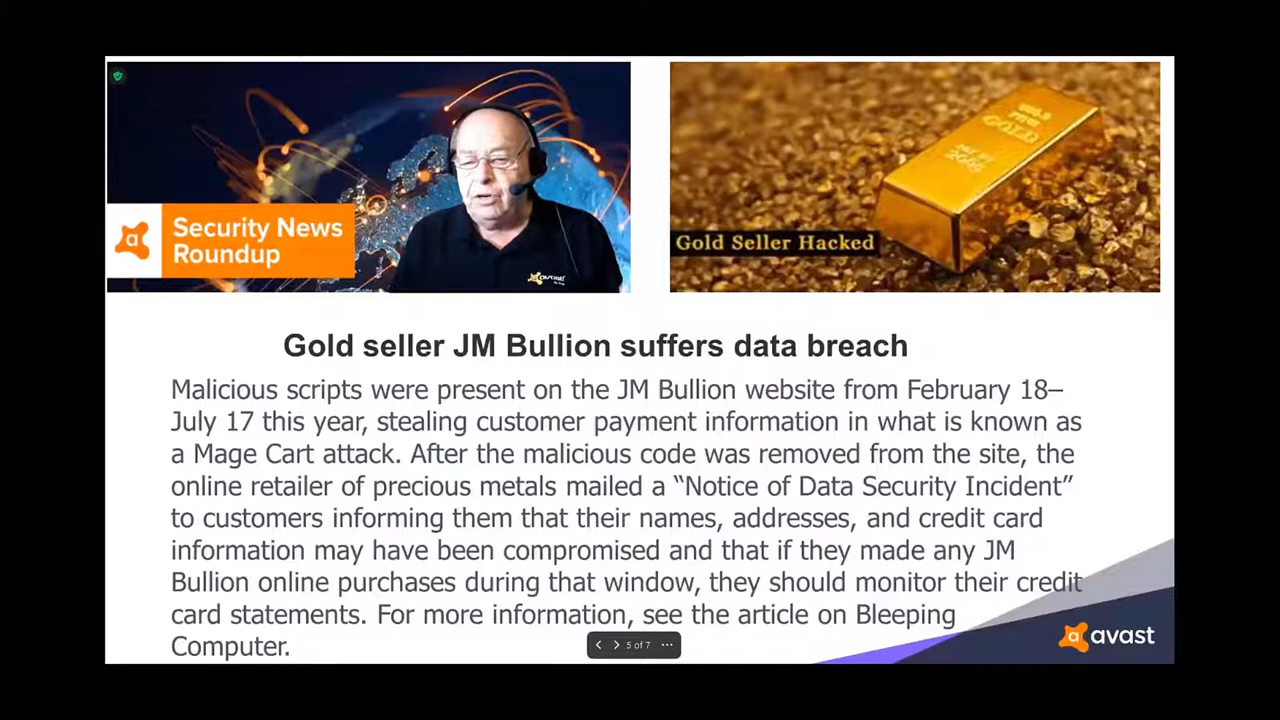 Security News
Roundup
avast
Gold Seller Hacked
GOLD
Gold seller JM Bullion suffers data breach
Malicious scripts were present on the JM Bullion website from February 18–
July 17 this year, stealing customer payment information in what is known as
a Mage Cart attack. After the malicious code was removed from the site, the
online retailer of precious metals mailed a “Notice of Data Security Incident”
to customers informing them that their names, addresses, and credit card
information may have been compromised and that if they made any JM
Bullion online purchases during that window, they should monitor their credit
card statements. For more information, see the article on Bleeping
Computer.
5 of 7
avast